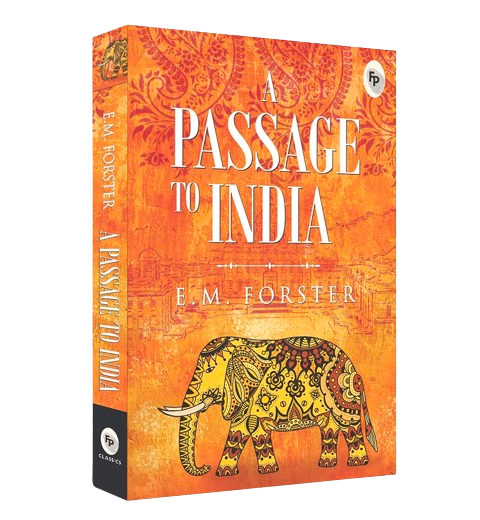 A
PASSAGE
TO INDIA
E.M. FORSTER
FP
E.M. FORSTER
A PASSAGE TO INDIA
FP
CLASSICS